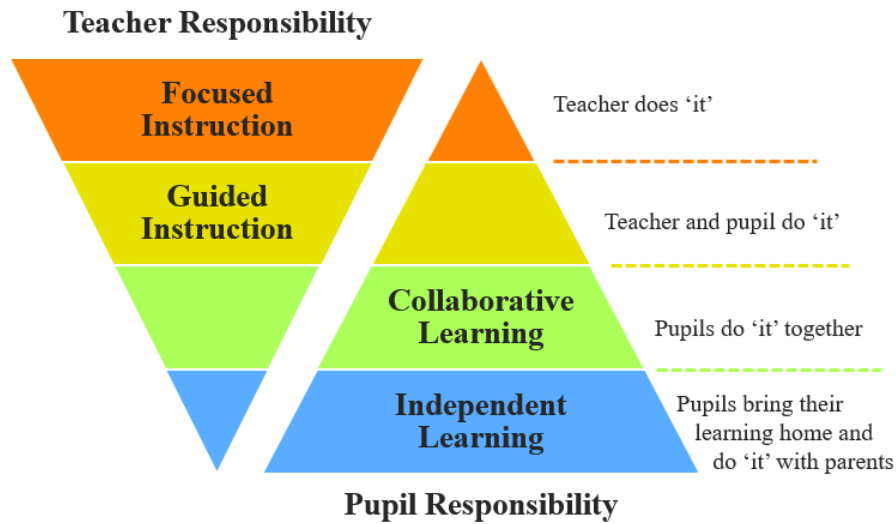 Teacher Responsibility
Focused
Instruction
Teacher does ‘it’
Guided
Instruction
Teacher and pupil do ‘it’
Collaborative
Learning
Pupils do ‘it’ together
Independent
Learning
Pupils bring their
learning home and
do ‘it’ with parents
Pupil Responsibility